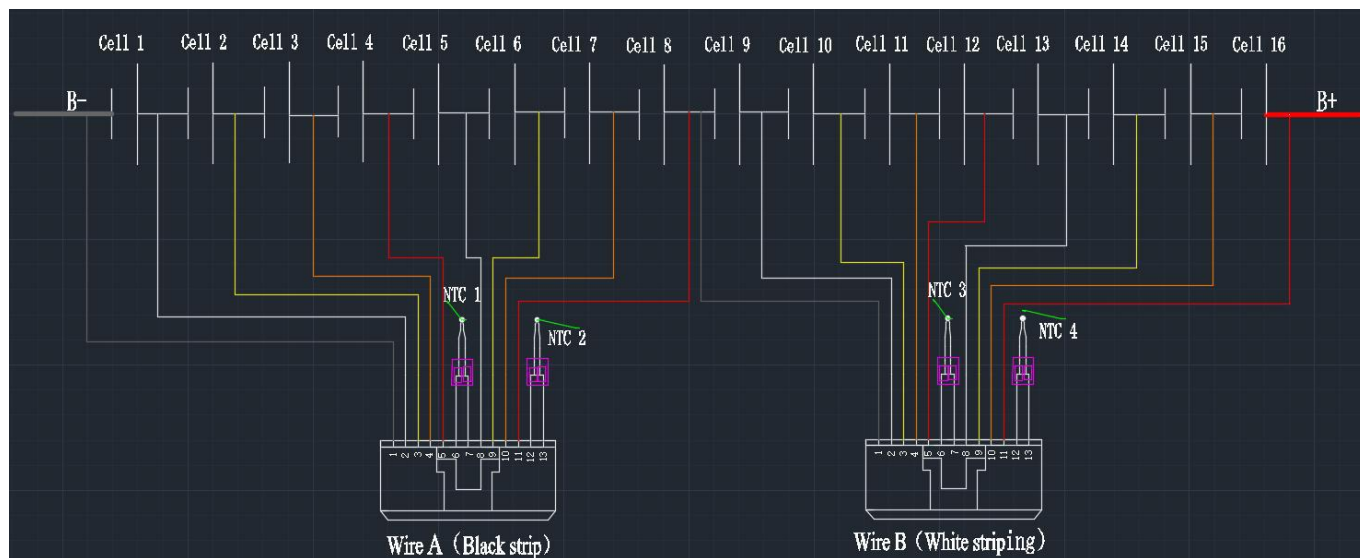 Cell 1 Cell 2 Cell 3 Cell 4 Cell 5 Cell 6 Cell 7 Cell 8 Cell 9 Cell 10 Cell 11 Cell 12 Cell 13 Cell 14 Cell 15 Cell 16
B- B+
NTC 1 NTC 3
NTC 2 NTC 4
1 2 3 4 5 6 7 8 9 10 11 12 13 1 2 3 4 5 6 7 8 9 10 11 12 13
Wire A (Black strip) Wire B (White striping)